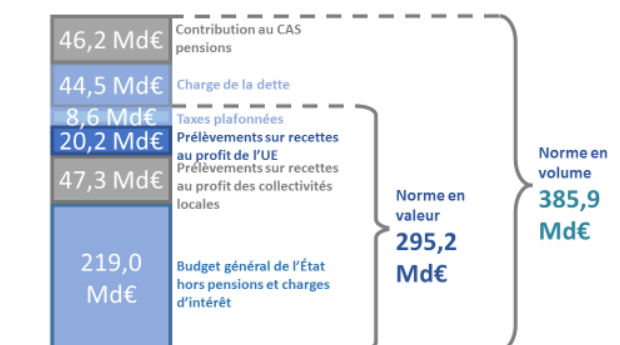 46,2 Md€
Contribution au CAS
pensions
44,5 Md€
Charge de la dette
8,6 Md€
Taxes plafonnées
20,2 Md€
Prélèvements sur recettes
au profit de l’UE
47,3 Md€
Prélèvements sur recettes
au profit des collectivités
locales
219,0
Md€
Budget général de l’État
hors pensions et charges
d’intérêt
Norme en
valeur
295,2
Md€
Norme en
volume
385,9
Md€